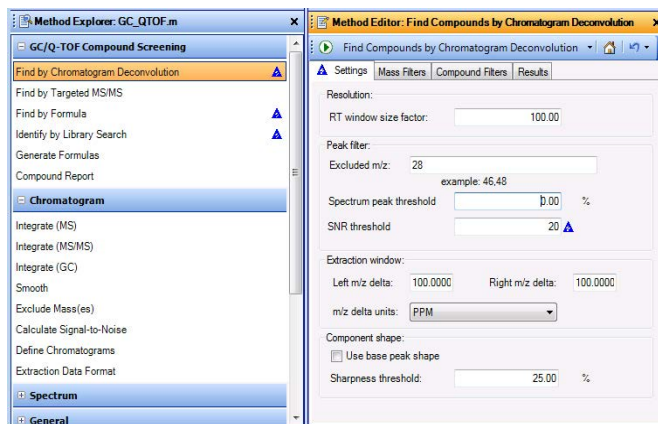 Method Explorer: GC_QTOF.m
GC/Q-TOF Compound Screening
Find by Chromatogram Deconvolution
Find by Targeted MS/MS
Find by Formula
Identify by Library Search
Generate Formulas
Compound Report
Chromatogram
Integrate (MS)
Integrate (MS/MS)
Integrate (GC)
Smooth
Exclude Mass(es)
Calculate Signal-to-Noise
Define Chromatograms
Extraction Data Format
Spectrum
General
Method Editor: Find Compounds by Chromatogram Deconvolution
Find Compounds by Chromatogram Deconvolution
Settings Mass Filters Compound Filters Results
Resolution:
RT window size factor: 100.00
Peak filter:
Excluded m/z: 28
example: 46,48
Spectrum peak threshold 0.00 %
SNR threshold 20
Extraction window:
Left m/z delta: 100.0000 Right m/z delta: 100.0000
m/z delta units: PPM
Component shape:
Use base peak shape
Sharpness threshold: 25.00 %